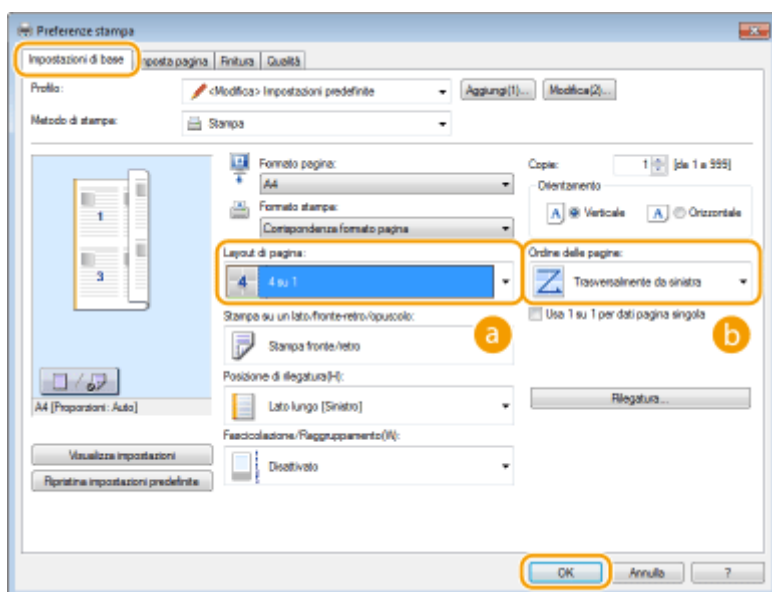 Preferenze stampa
Impostazioni di base Imposta pagina Finitura Qualità
Profilo: <Modifica> Impostazioni predefinite Aggiungi(1)... Modifica(2)...
Metodo di stampa: Stampa
Formato pagina: Copie: 1 [da 1 a 999]
A4 Orientamento
Formato stampa: A Verticale A Orizzontale
Corrispondenza formato pagina
1
Layout di pagina: Ordine delle pagine:
3
4 4 su 1 Trasversalmente da sinistra
Stampa su un lato/fronte-retro/opuscolo: a Usa 1 su 1 per dati pagina singola b
Stampa fronte/retro
Posizione di rilegatura(H):
A4 [Proporzioni: Auto] Lato lungo [Sinistro] Rilegatura...
Fascicolazione/Raggruppamento(W):
Visualizza impostazioni Disattivato
Ripristina impostazioni predefinite
OK Annulla ?